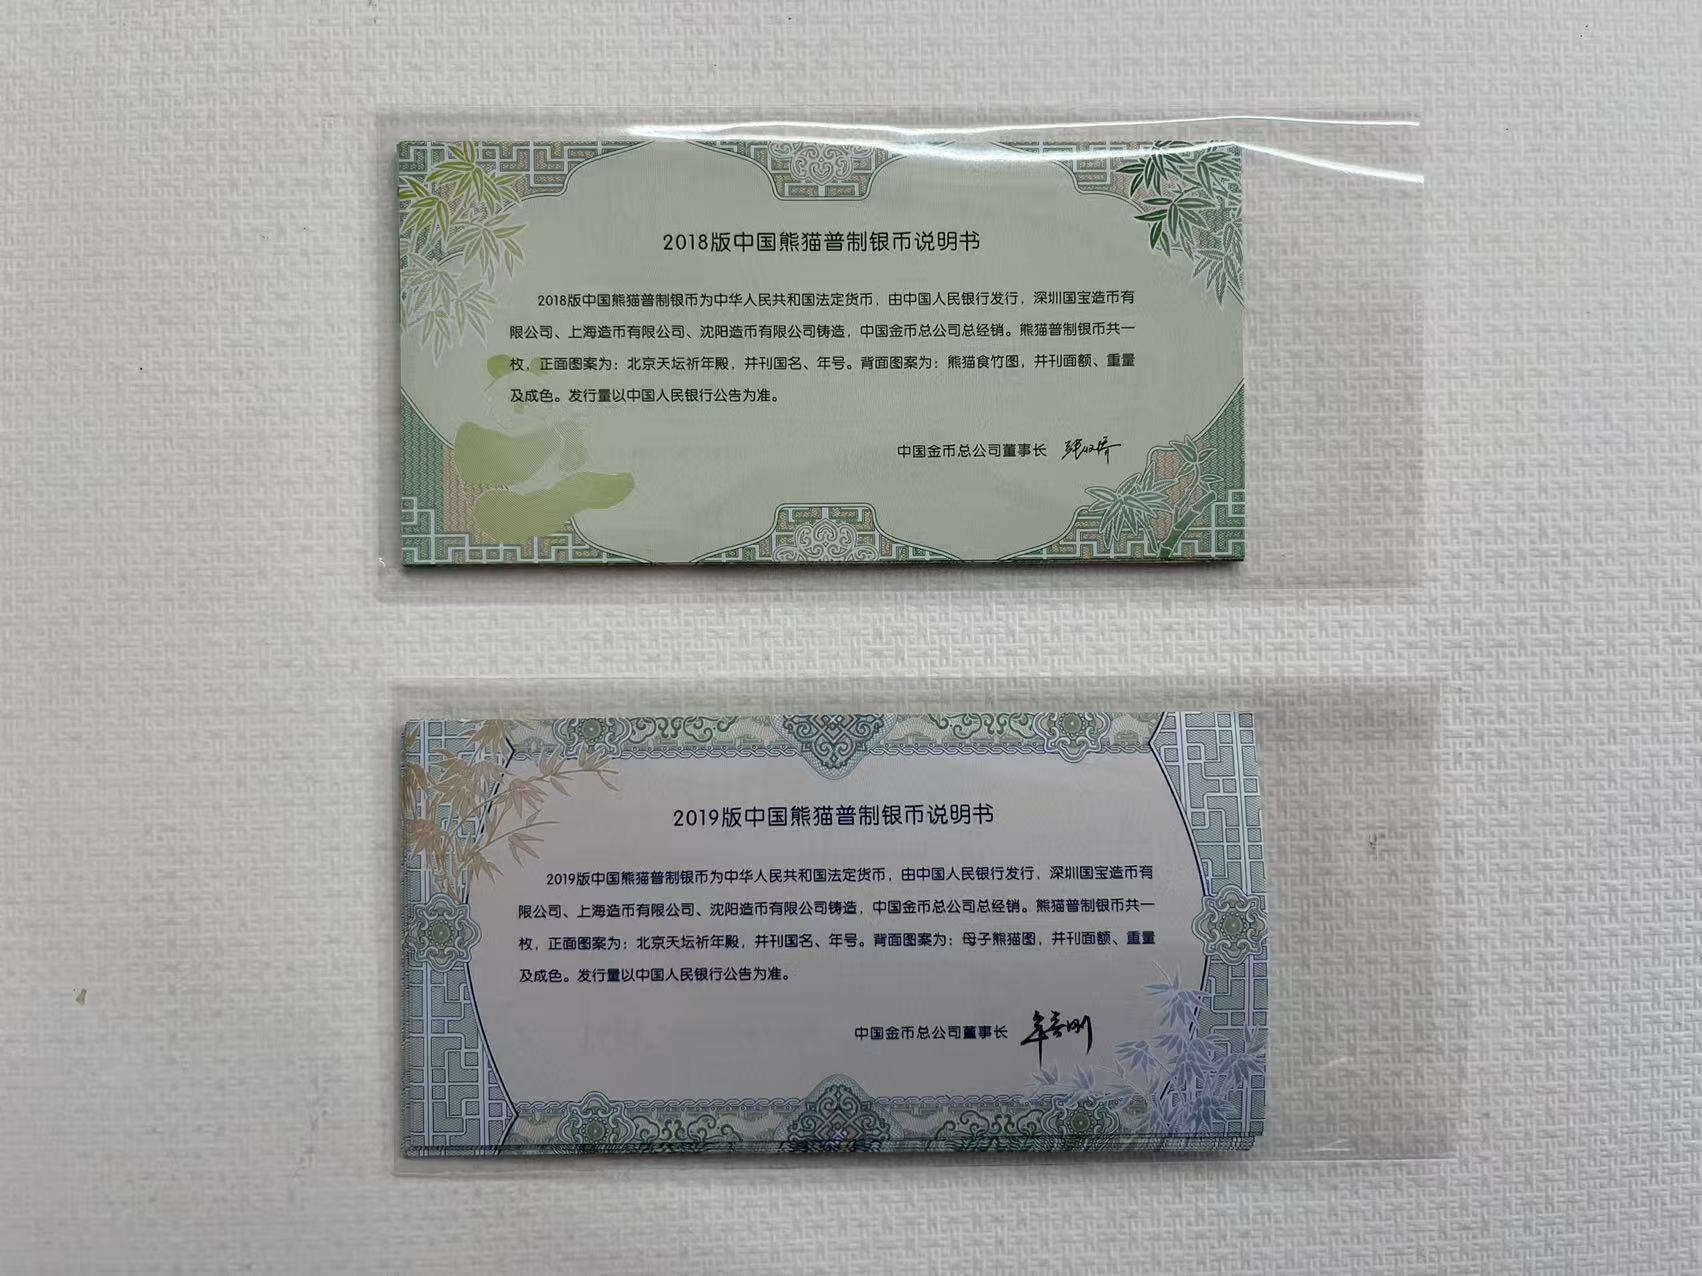 2018版中国熊猫普制银币说明书
2018版中国熊猫普制银币为中华人民共和国法定货币，由中国人民银行发行，深圳国宝造币有
限公司、上海造币有限公司、沈阳造币有限公司铸造，中国金币总公司总经销。熊猫普制银币共一
枚，正面图案为：北京天坛祈年殿，并刊国名、年号。背面图案为：熊猫食竹图，并刊面额、重量
及成色。发行量以中国人民银行公告为准。
中国金币总公司董事长
2019版中国熊猫普制银币说明书
2019版中国熊猫普制银币为中华人民共和国法定货币，由中国人民银行发行，深圳国宝造币有
限公司、上海造币有限公司、沈阳造币有限公司铸造，中国金币总公司总经销。熊猫普制银币共一
枚，正面图案为：北京天坛祈年殿，并刊国名、年号。背面图案为：母子熊猫图，并刊面额、重量
及成色。发行量以中国人民银行公告为准。
中国金币总公司董事长